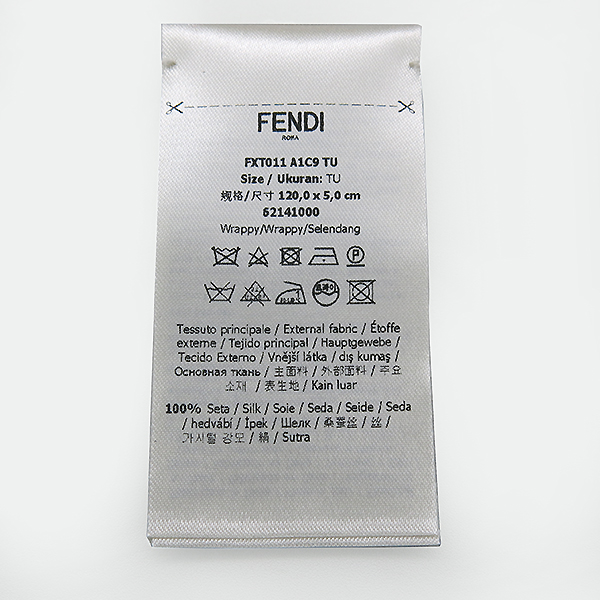 FENDI
ROMA
FXT011 A1C9 TU
Size / Ukuran: TU
规格/尺寸 120,0 x 5,0 cm
62141000
Wrappy/Wrappy/Selendang
P
드라이
Tessuto principale / External fabric / Étoffe
externe / Tejido principal / Hauptgewebe /
Tecido Externo / Vnější látka / dış kumaş /
Основная ткань / 主面料 / 外部面料 / 주요
소재 / 表生地 / Kain luar
100% Seta / Silk / Soie / Seda / Seide / Seda
/ hedvábí / İpek / Шелк / 桑蚕丝 / 丝 /
강모 / 絹 / Sutra